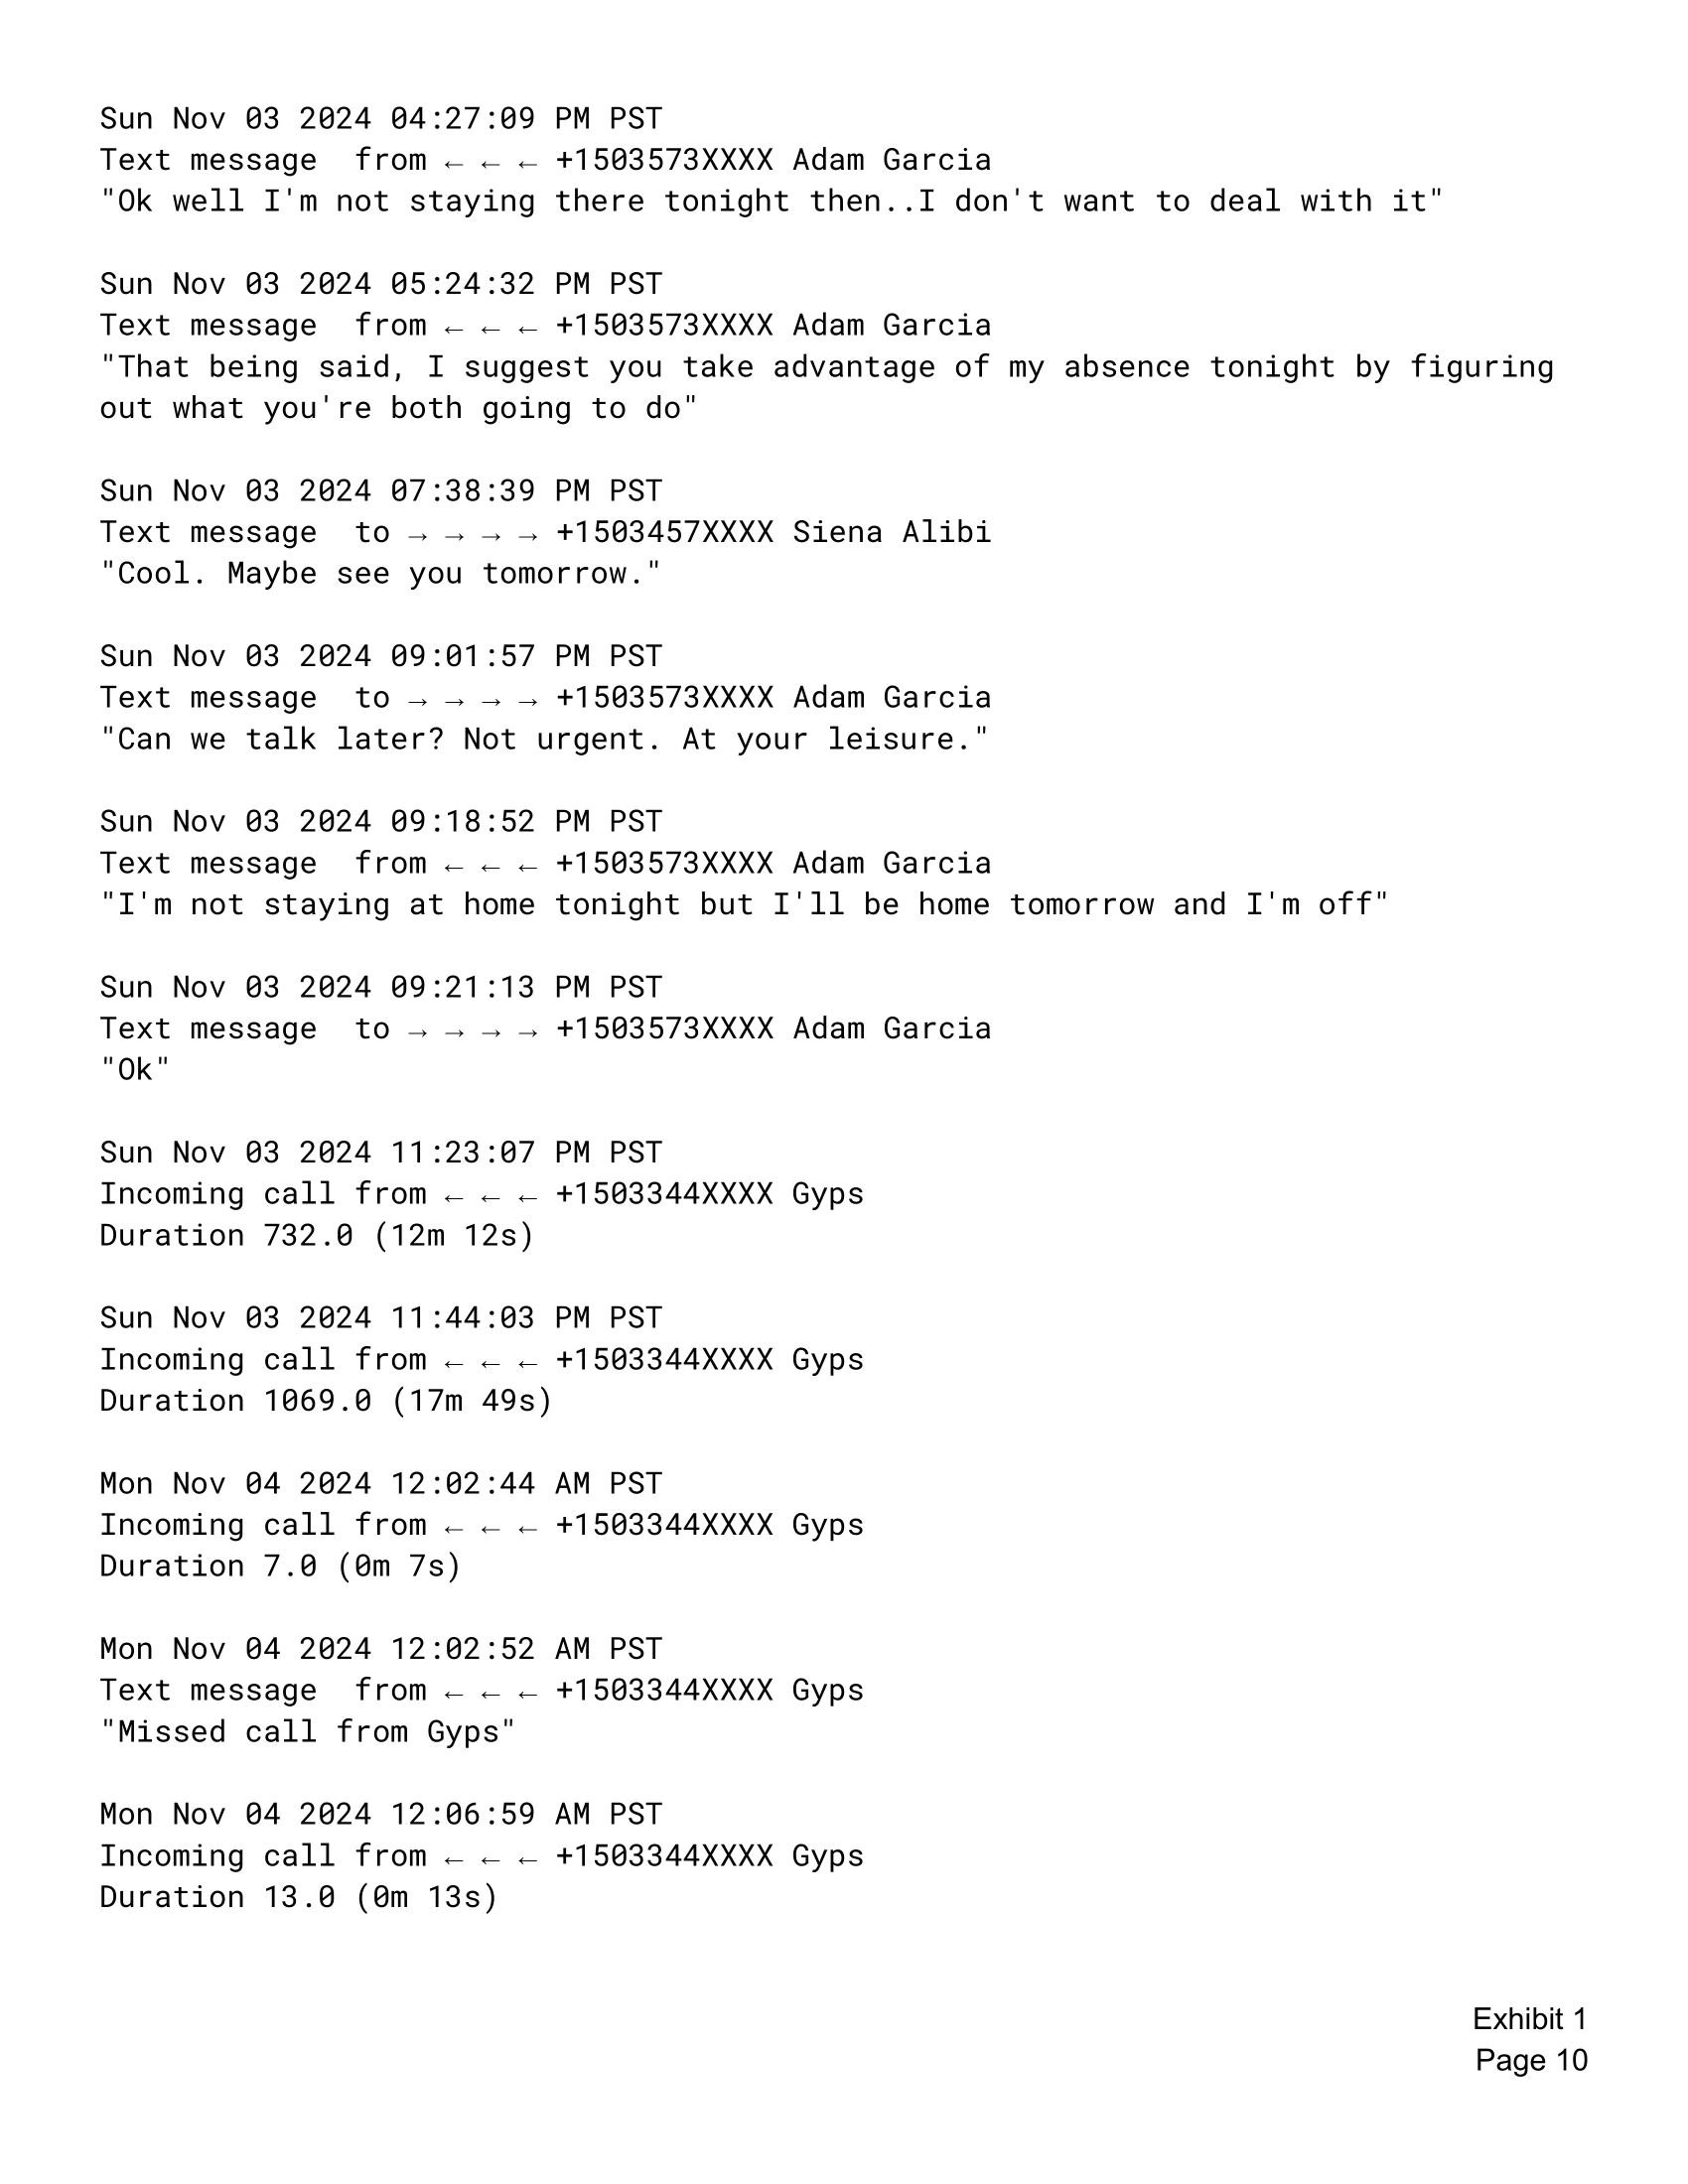 Sun Nov 03 2024 04:27:09 PM PST
Text message  from ← ← ← +1503573XXXX Adam Garcia
"Ok well I'm not staying there tonight then..I don't want to deal with it"
Sun Nov 03 2024 05:24:32 PM PST
Text message  from ← ← ← +1503573XXXX Adam Garcia
"That being said, I suggest you take advantage of my absence tonight by figuring
out what you're both going to do"
Sun Nov 03 2024 07:38:39 PM PST
Text message  to → → → → +1503457XXXX Siena Alibi
"Cool. Maybe see you tomorrow."
Sun Nov 03 2024 09:01:57 PM PST
Text message  to → → → → +1503573XXXX Adam Garcia
"Can we talk later? Not urgent. At your leisure."
Sun Nov 03 2024 09:18:52 PM PST
Text message  from ← ← ← +1503573XXXX Adam Garcia
"I'm not staying at home tonight but I'll be home tomorrow and I'm off"
Sun Nov 03 2024 09:21:13 PM PST
Text message  to → → → → +1503573XXXX Adam Garcia
"Ok"
Sun Nov 03 2024 11:23:07 PM PST
Incoming call from ← ← ← +1503344XXXX Gyps
Duration 732.0 (12m 12s)
Sun Nov 03 2024 11:44:03 PM PST
Incoming call from ← ← ← +1503344XXXX Gyps
Duration 1069.0 (17m 49s)
Mon Nov 04 2024 12:02:44 AM PST
Incoming call from ← ← ← +1503344XXXX Gyps
Duration 7.0 (0m 7s)
Mon Nov 04 2024 12:02:52 AM PST
Text message  from ← ← ← +1503344XXXX Gyps
"Missed call from Gyps"
Mon Nov 04 2024 12:06:59 AM PST
Incoming call from ← ← ← +1503344XXXX Gyps
Duration 13.0 (0m 13s)
Exhibit 1
Page 10